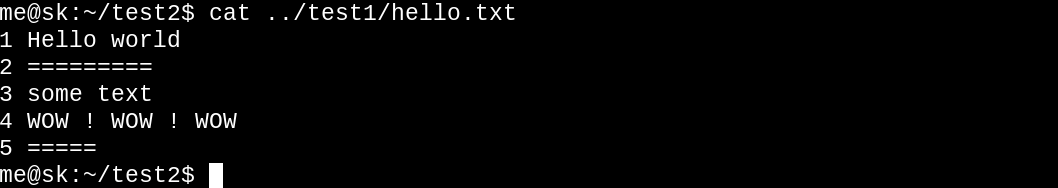 me@sk:~/test2$ cat ../test1/hello.txt
1 Hello world
2 =========
3 some text
4 WOW ! WOW ! WOW
5 =====
me@sk:~/test2$